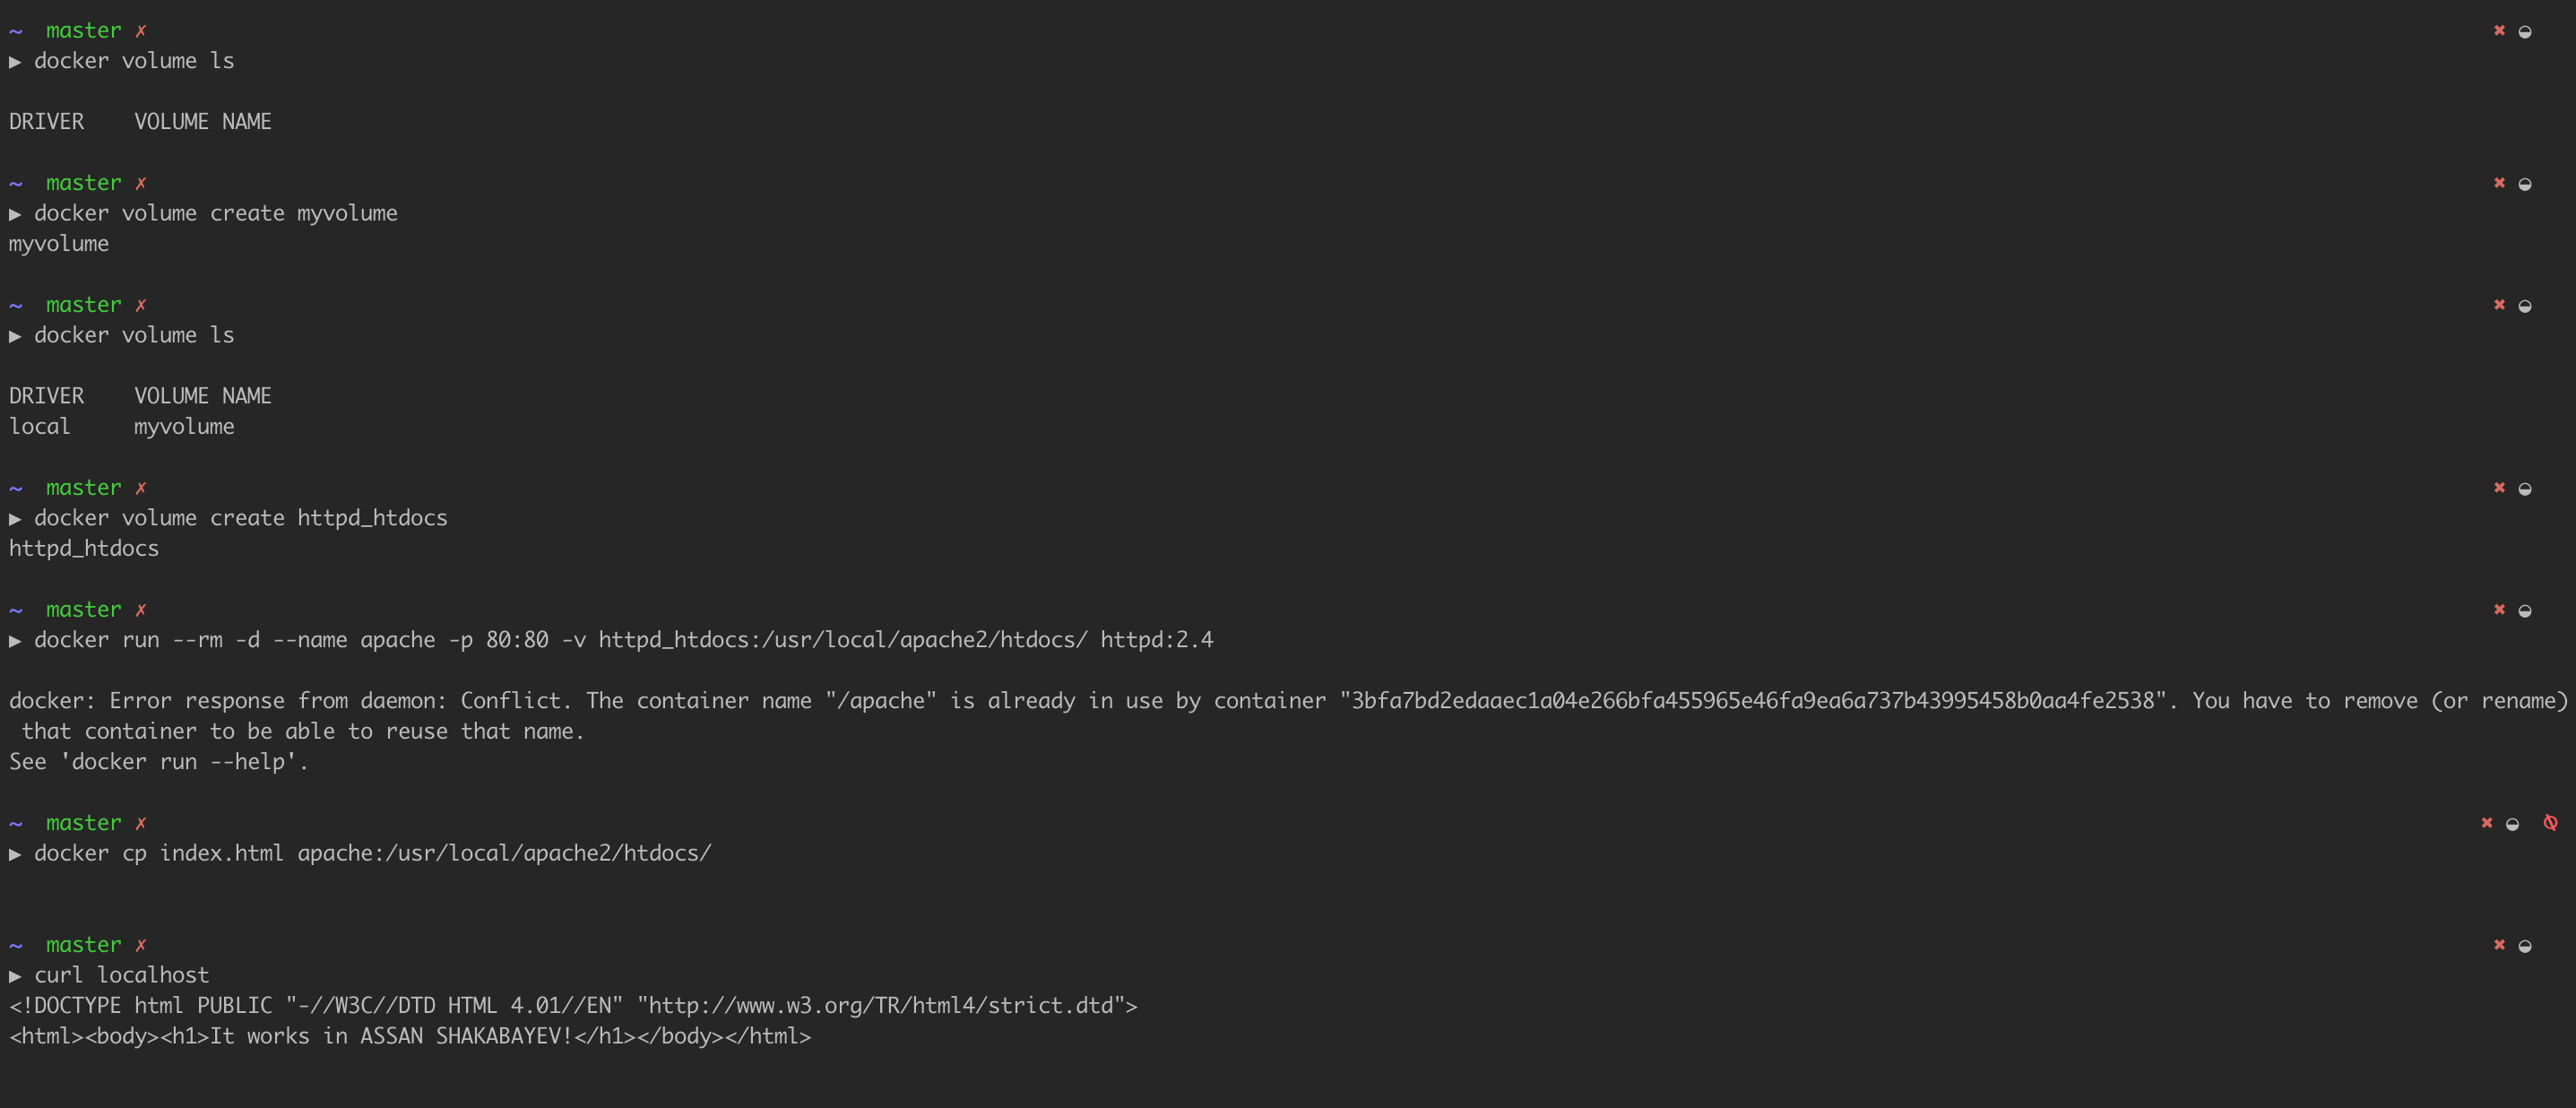 ~  master ✗ ✖ ◒
▶ docker volume ls
DRIVER    VOLUME NAME
~  master ✗ ✖ ◒
▶ docker volume create myvolume
myvolume
~  master ✗ ✖ ◒
▶ docker volume ls
DRIVER    VOLUME NAME
local     myvolume
~  master ✗ ✖ ◒
▶ docker volume create httpd_htdocs
httpd_htdocs
~  master ✗ ✖ ◒
▶ docker run --rm -d --name apache -p 80:80 -v httpd_htdocs:/usr/local/apache2/htdocs/ httpd:2.4
docker: Error response from daemon: Conflict. The container name "/apache" is already in use by container "3bfa7bd2edaaec1a04e266bfa455965e46fa9ea6a737b43995458b0aa4fe2538". You have to remove (or rename)
 that container to be able to reuse that name.
See 'docker run --help'.
~  master ✗ ✖ ◒ ⍉
▶ docker cp index.html apache:/usr/local/apache2/htdocs/
~  master ✗ ✖ ◒
▶ curl localhost
<!DOCTYPE html PUBLIC "-//W3C//DTD HTML 4.01//EN" "http://www.w3.org/TR/html4/strict.dtd">
<html><body><h1>It works in ASSAN SHAKABAYEV!</h1></body></html>